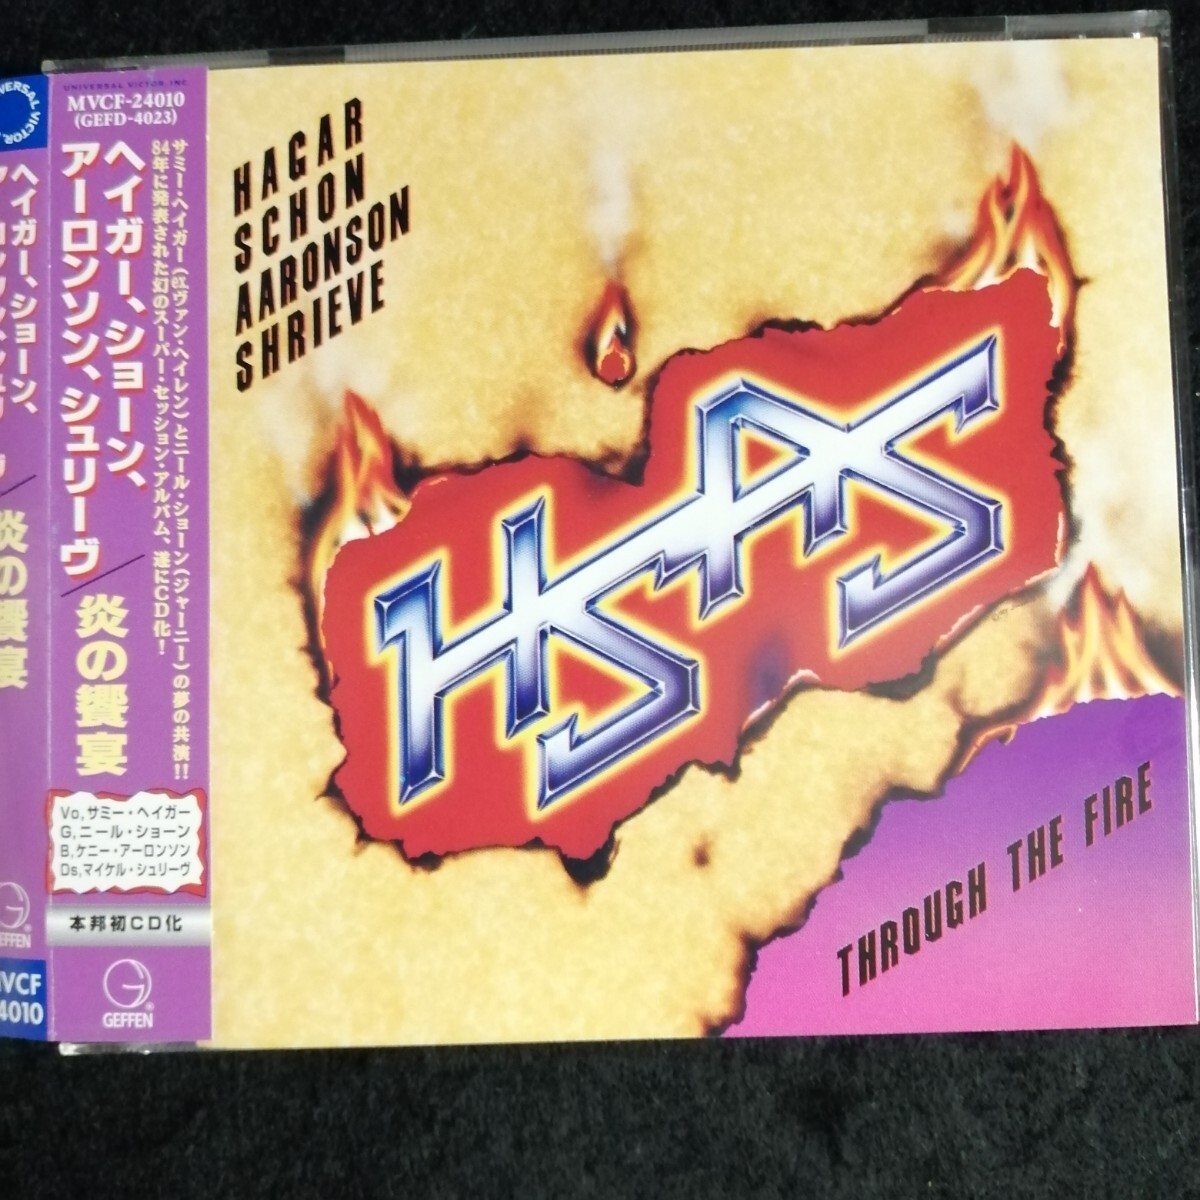 UNIVERSAL VICTOR, INC.
MVCF-24010
(GEFD-4023)
サミー・ヘイガー(exヴァン・ヘイレン)とニール・ショーン(ジャーニー)の夢の共演!!
84年に発表された幻のスーパー・セッション・アルバム、遂にCD化!
ヘイガー、ショーン、
アーロンソン、シュリーヴ
炎の饗宴
Vo,サミー・ヘイガー
G,ニール・ショーン
B,ケニー・アーロンソン
Ds,マイケル・シュリーヴ
本邦初CD化
G®
GEFFEN
HAGAR
SCHON
AARONSON
SHRIEVE
HSAS
THROUGH THE FIRE
VERSAL VICTOR
ヘイガー、ショーン、
炎の饗宴
GEFFEN
MVCF
4010